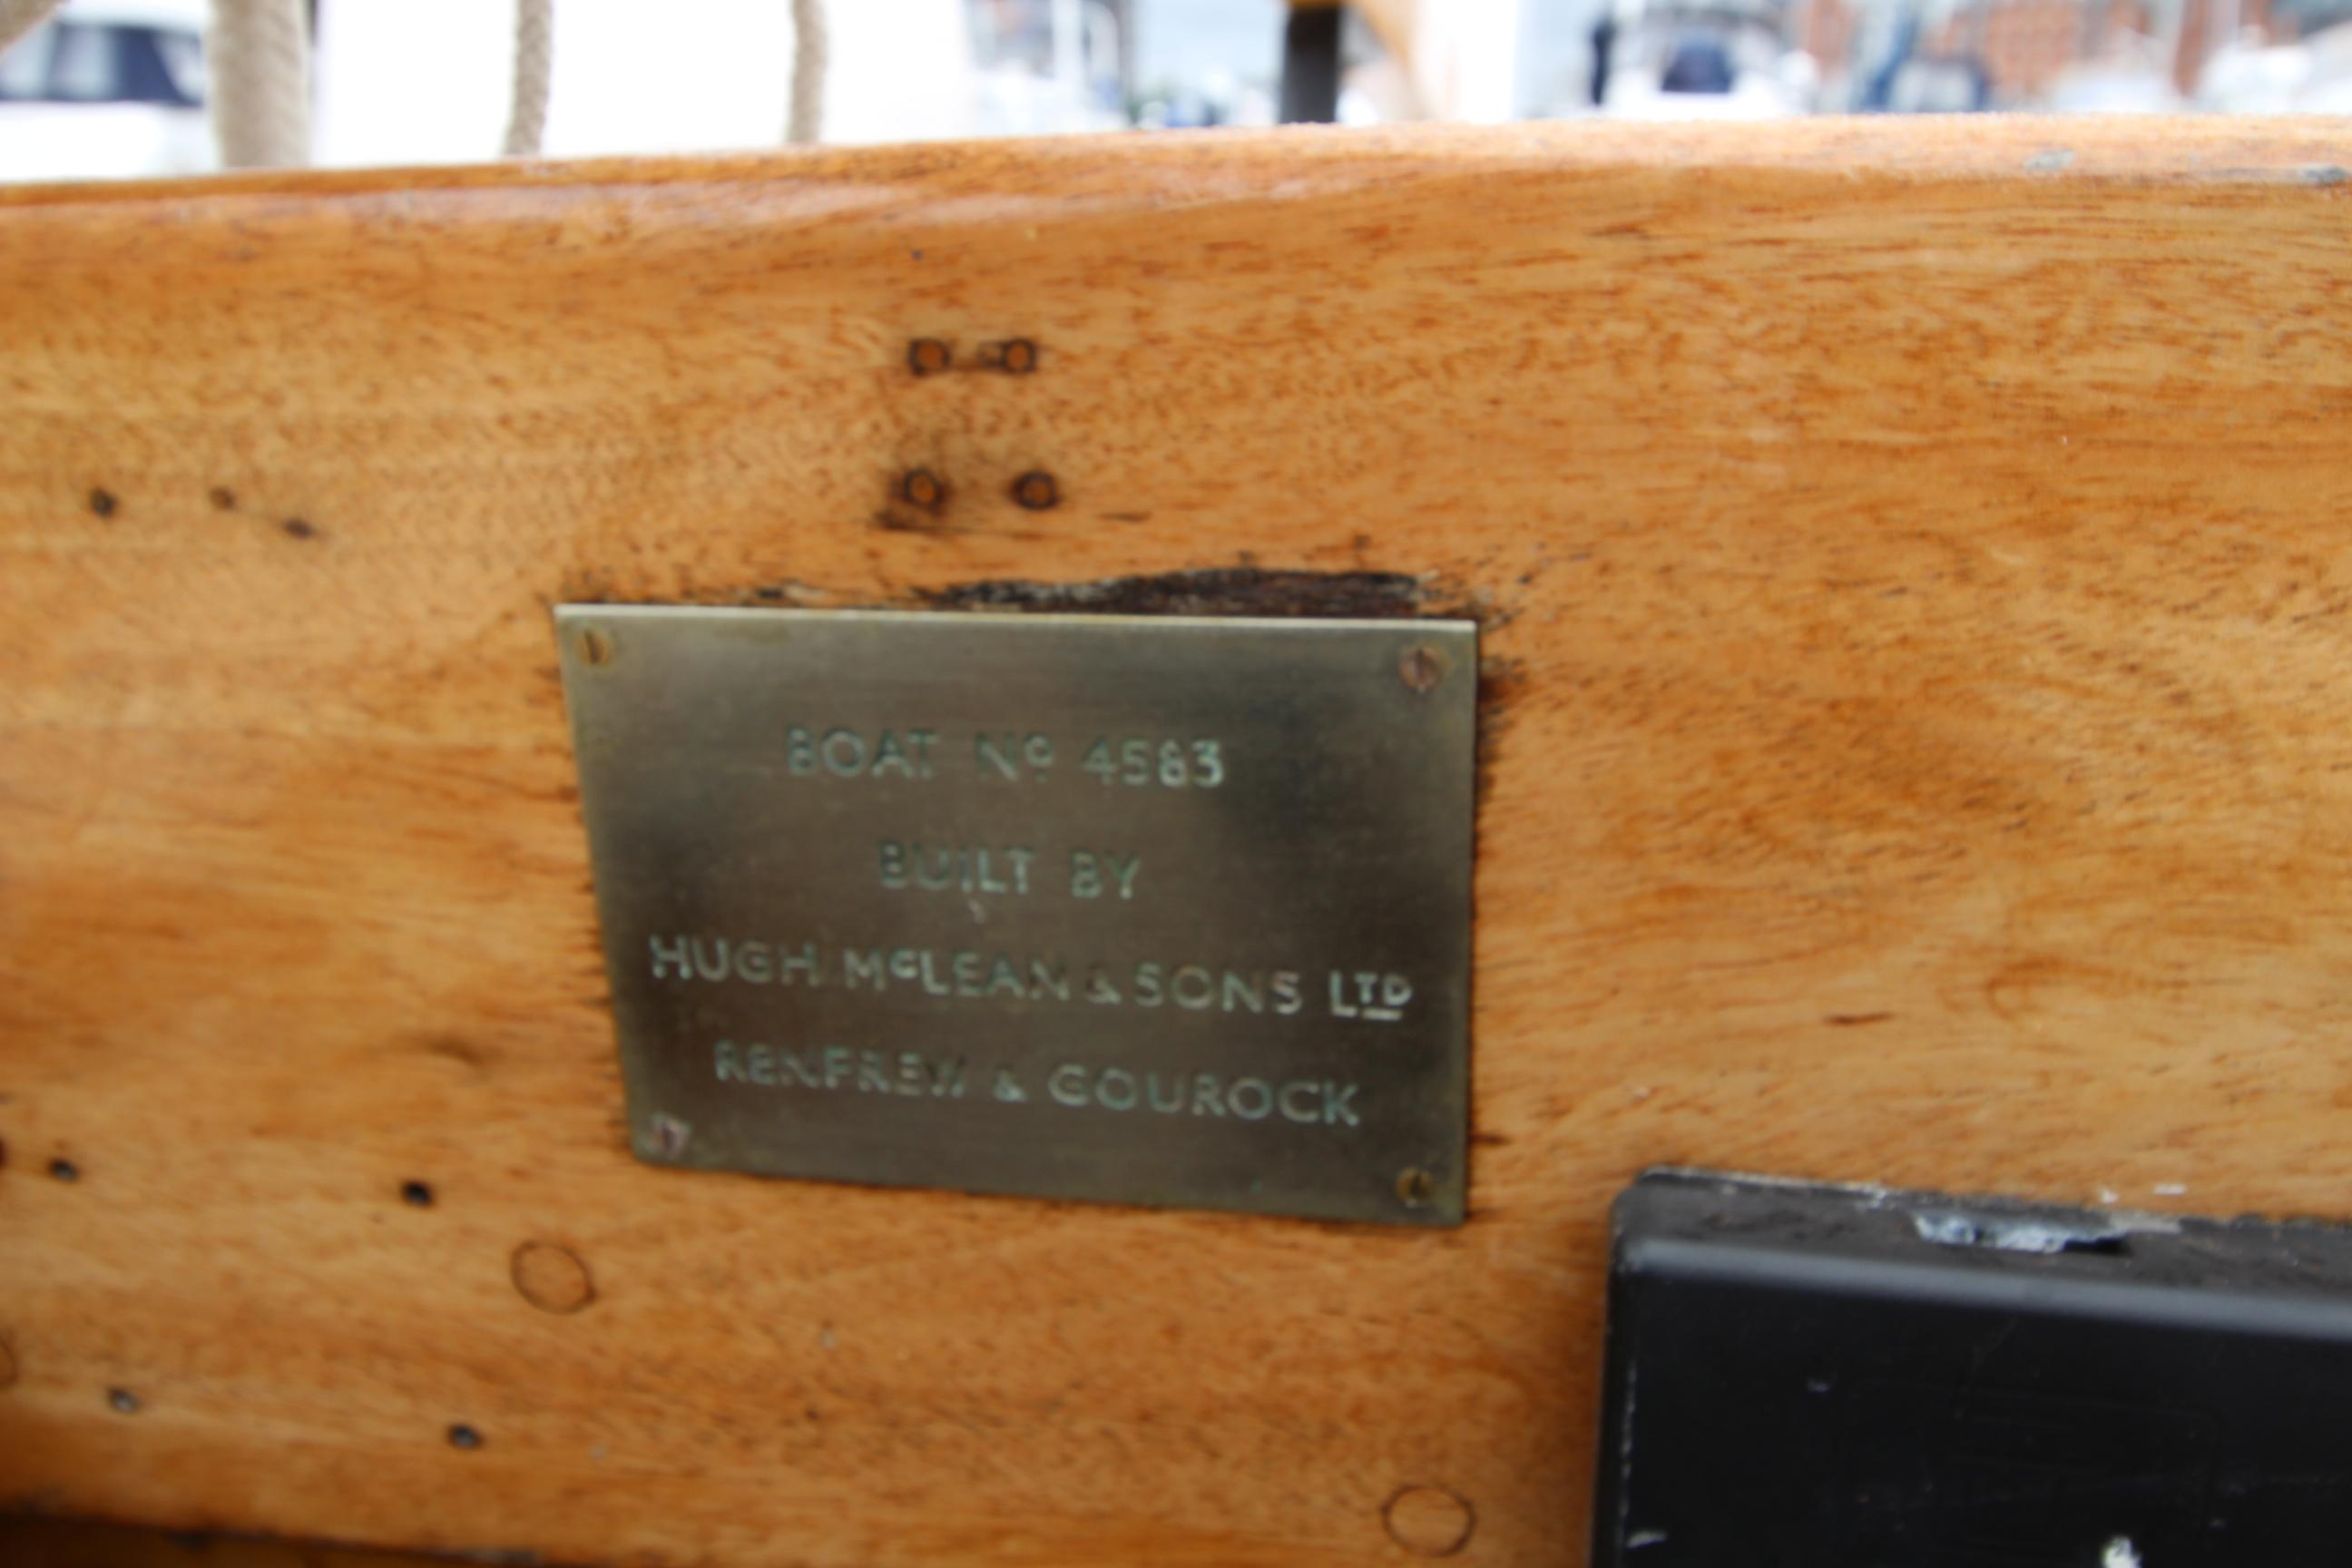 BOAT Nº 4583
BUILT BY
HUGH McLEAN & SONS LTD
RENFREW & GOUROCK